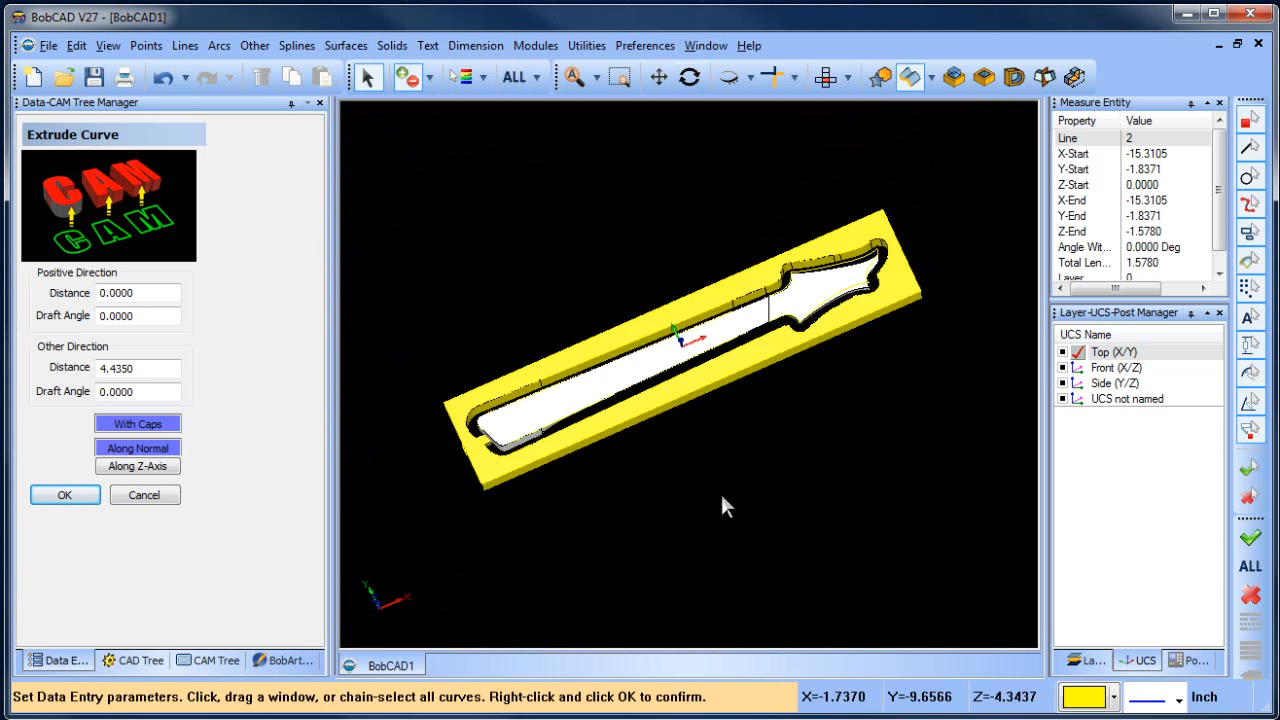 BobCAD V27 - [BobCAD1]
File Edit View Points Lines Arcs Other Splines Surfaces Solids Text Dimension Modules Utilities Preferences Window Help
ALL
Data-CAM Tree Manager
Extrude Curve
CAM
CAM
Positive Direction
Distance 0.0000
Draft Angle 0.0000
Other Direction
Distance 4.4350
Draft Angle 0.0000
With Caps
Along Normal
Along Z-Axis
OK Cancel
Data E... CAD Tree CAM Tree BobArt...
Y X
BobCAD1
Measure Entity
Property Value
Line 2
X-Start -15.3105
Y-Start -1.8371
Z-Start 0.0000
X-End -15.3105
Y-End -1.8371
Z-End -1.5780
Angle Wit... 0.0000 Deg
Total Len... 1.5780
Layer 0
Layer-UCS-Post Manager
UCS Name
Top (X/Y)
Front (X/Z)
Side (Y/Z)
UCS not named
La... UCS Po...
A
ALL
Set Data Entry parameters. Click, drag a window, or chain-select all curves. Right-click and click OK to confirm. X=-1.7370 Y=-9.6566 Z=-4.3437 Inch